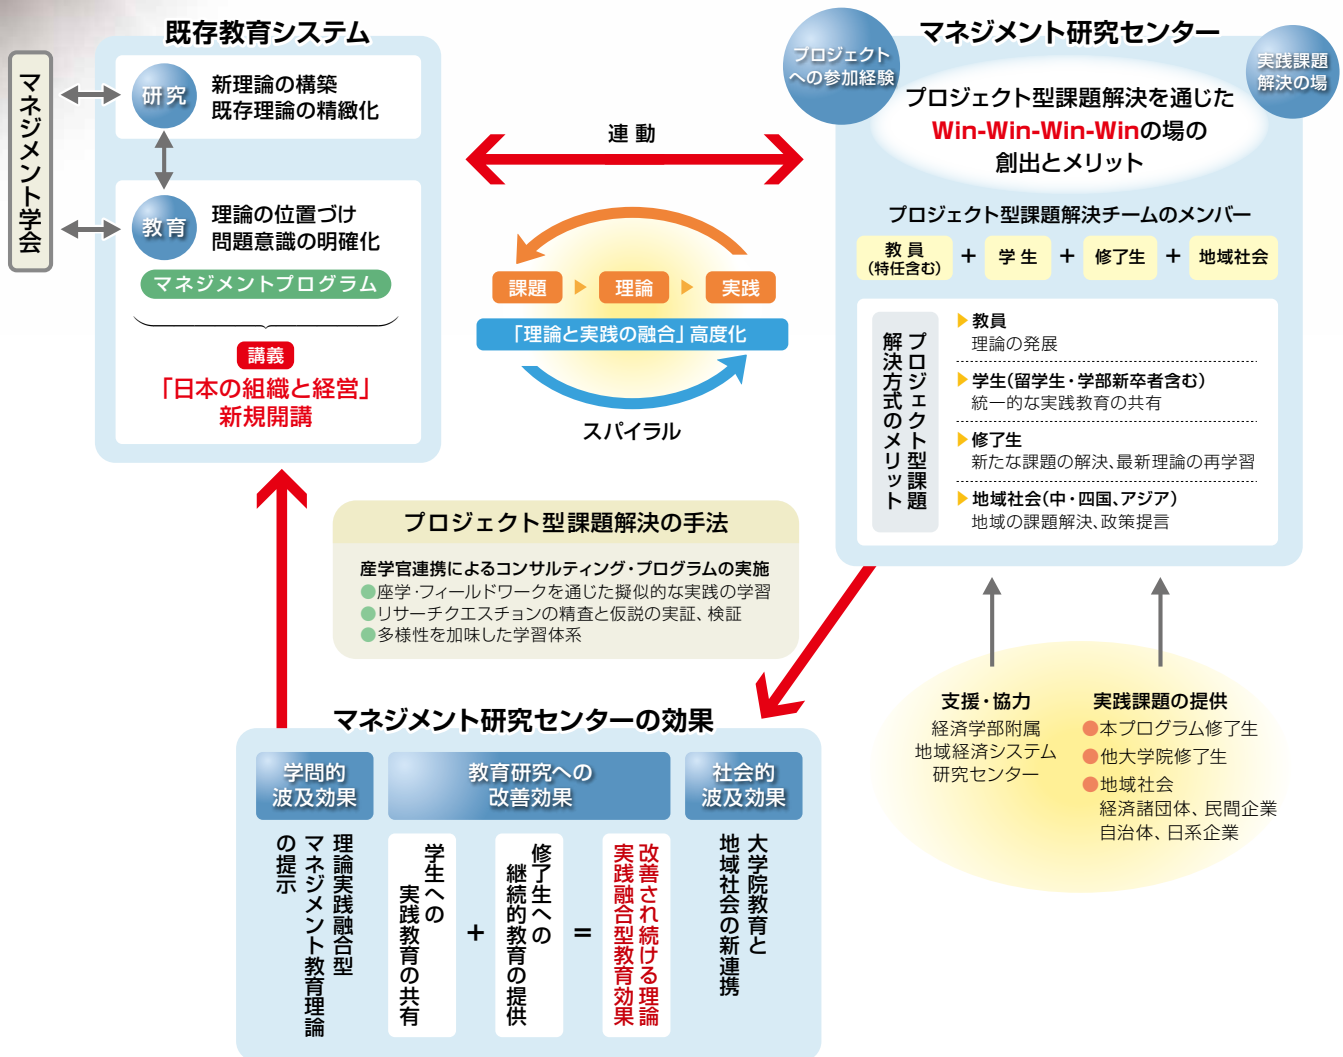 既存教育システム
マネジメント学会
研究
新理論の構築
既存理論の精緻化
教育
理論の位置づけ
問題意識の明確化
マネジメントプログラム
講義
「日本の組織と経営」
新規開講
連動
課題
理論
実践
「理論と実践の融合」高度化
スパイラル
マネジメント研究センター
プロジェクト
への参加経験
実践課題
解決の場
プロジェクト型課題解決を通じた
Win-Win-Win-Winの場の
創出とメリット
プロジェクト型課題解決チームのメンバー
教員
(特任含む)
+
学生
+
修了生
+
地域社会
プロジェクト型課題
解決方式のメリット
教員
理論の発展
学生(留学生・学部新卒者含む)
統一的な実践教育の共有
修了生
新たな課題の解決、最新理論の再学習
地域社会(中・四国、アジア)
地域の課題解決、政策提言
プロジェクト型課題解決の手法
産学官連携によるコンサルティング・プログラムの実施
●座学・フィールドワークを通じた擬似的な実践の学習
●リサーチクエスチョンの精査と仮説の実証、検証
●多様性を加味した学習体系
支援・協力
経済学部附属
地域経済システム
研究センター
実践課題の提供
●本プログラム修了生
●他大学院修了生
●地域社会
経済諸団体、民間企業
自治体、日系企業
マネジメント研究センターの効果
学問的
波及効果
理論実践融合型
マネジメント教育理論
の提示
教育研究への
改善効果
学生への
実践教育の共有
+
修了生への
継続的教育の提供
=
改善され続ける理論
実践融合型教育効果
社会的
波及効果
大学院教育と
地域社会の新連携